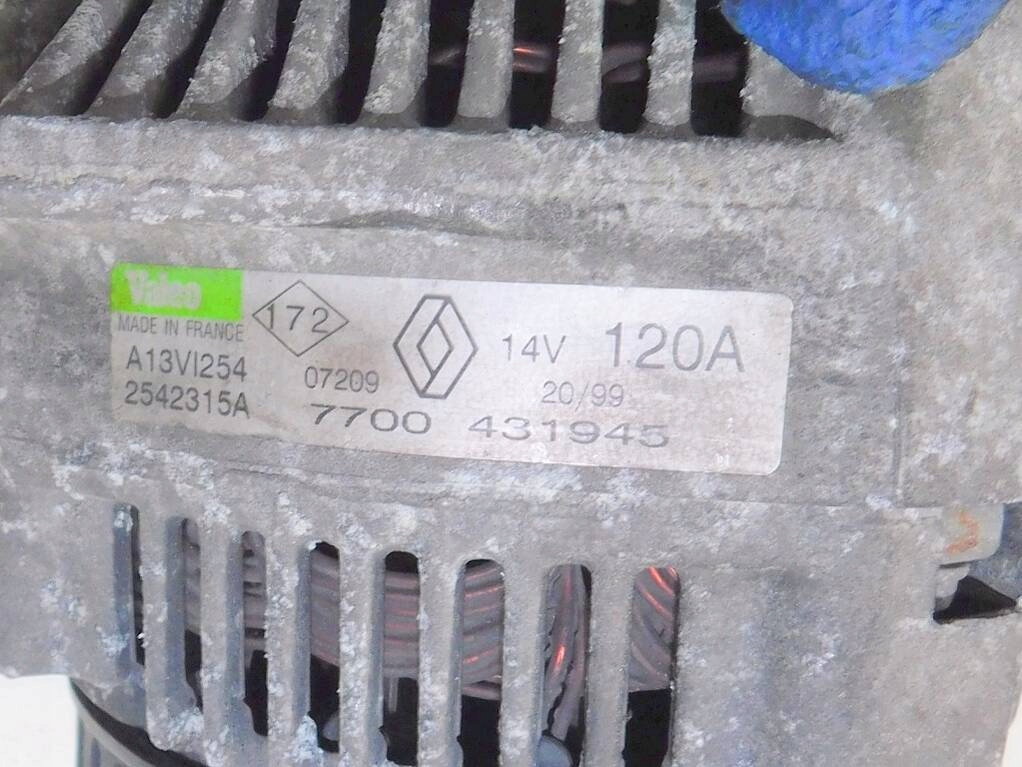 Valeo
MADE IN FRANCE
A13VI254
2542315A
172
07209
14V 120A
20/99
7700 431945